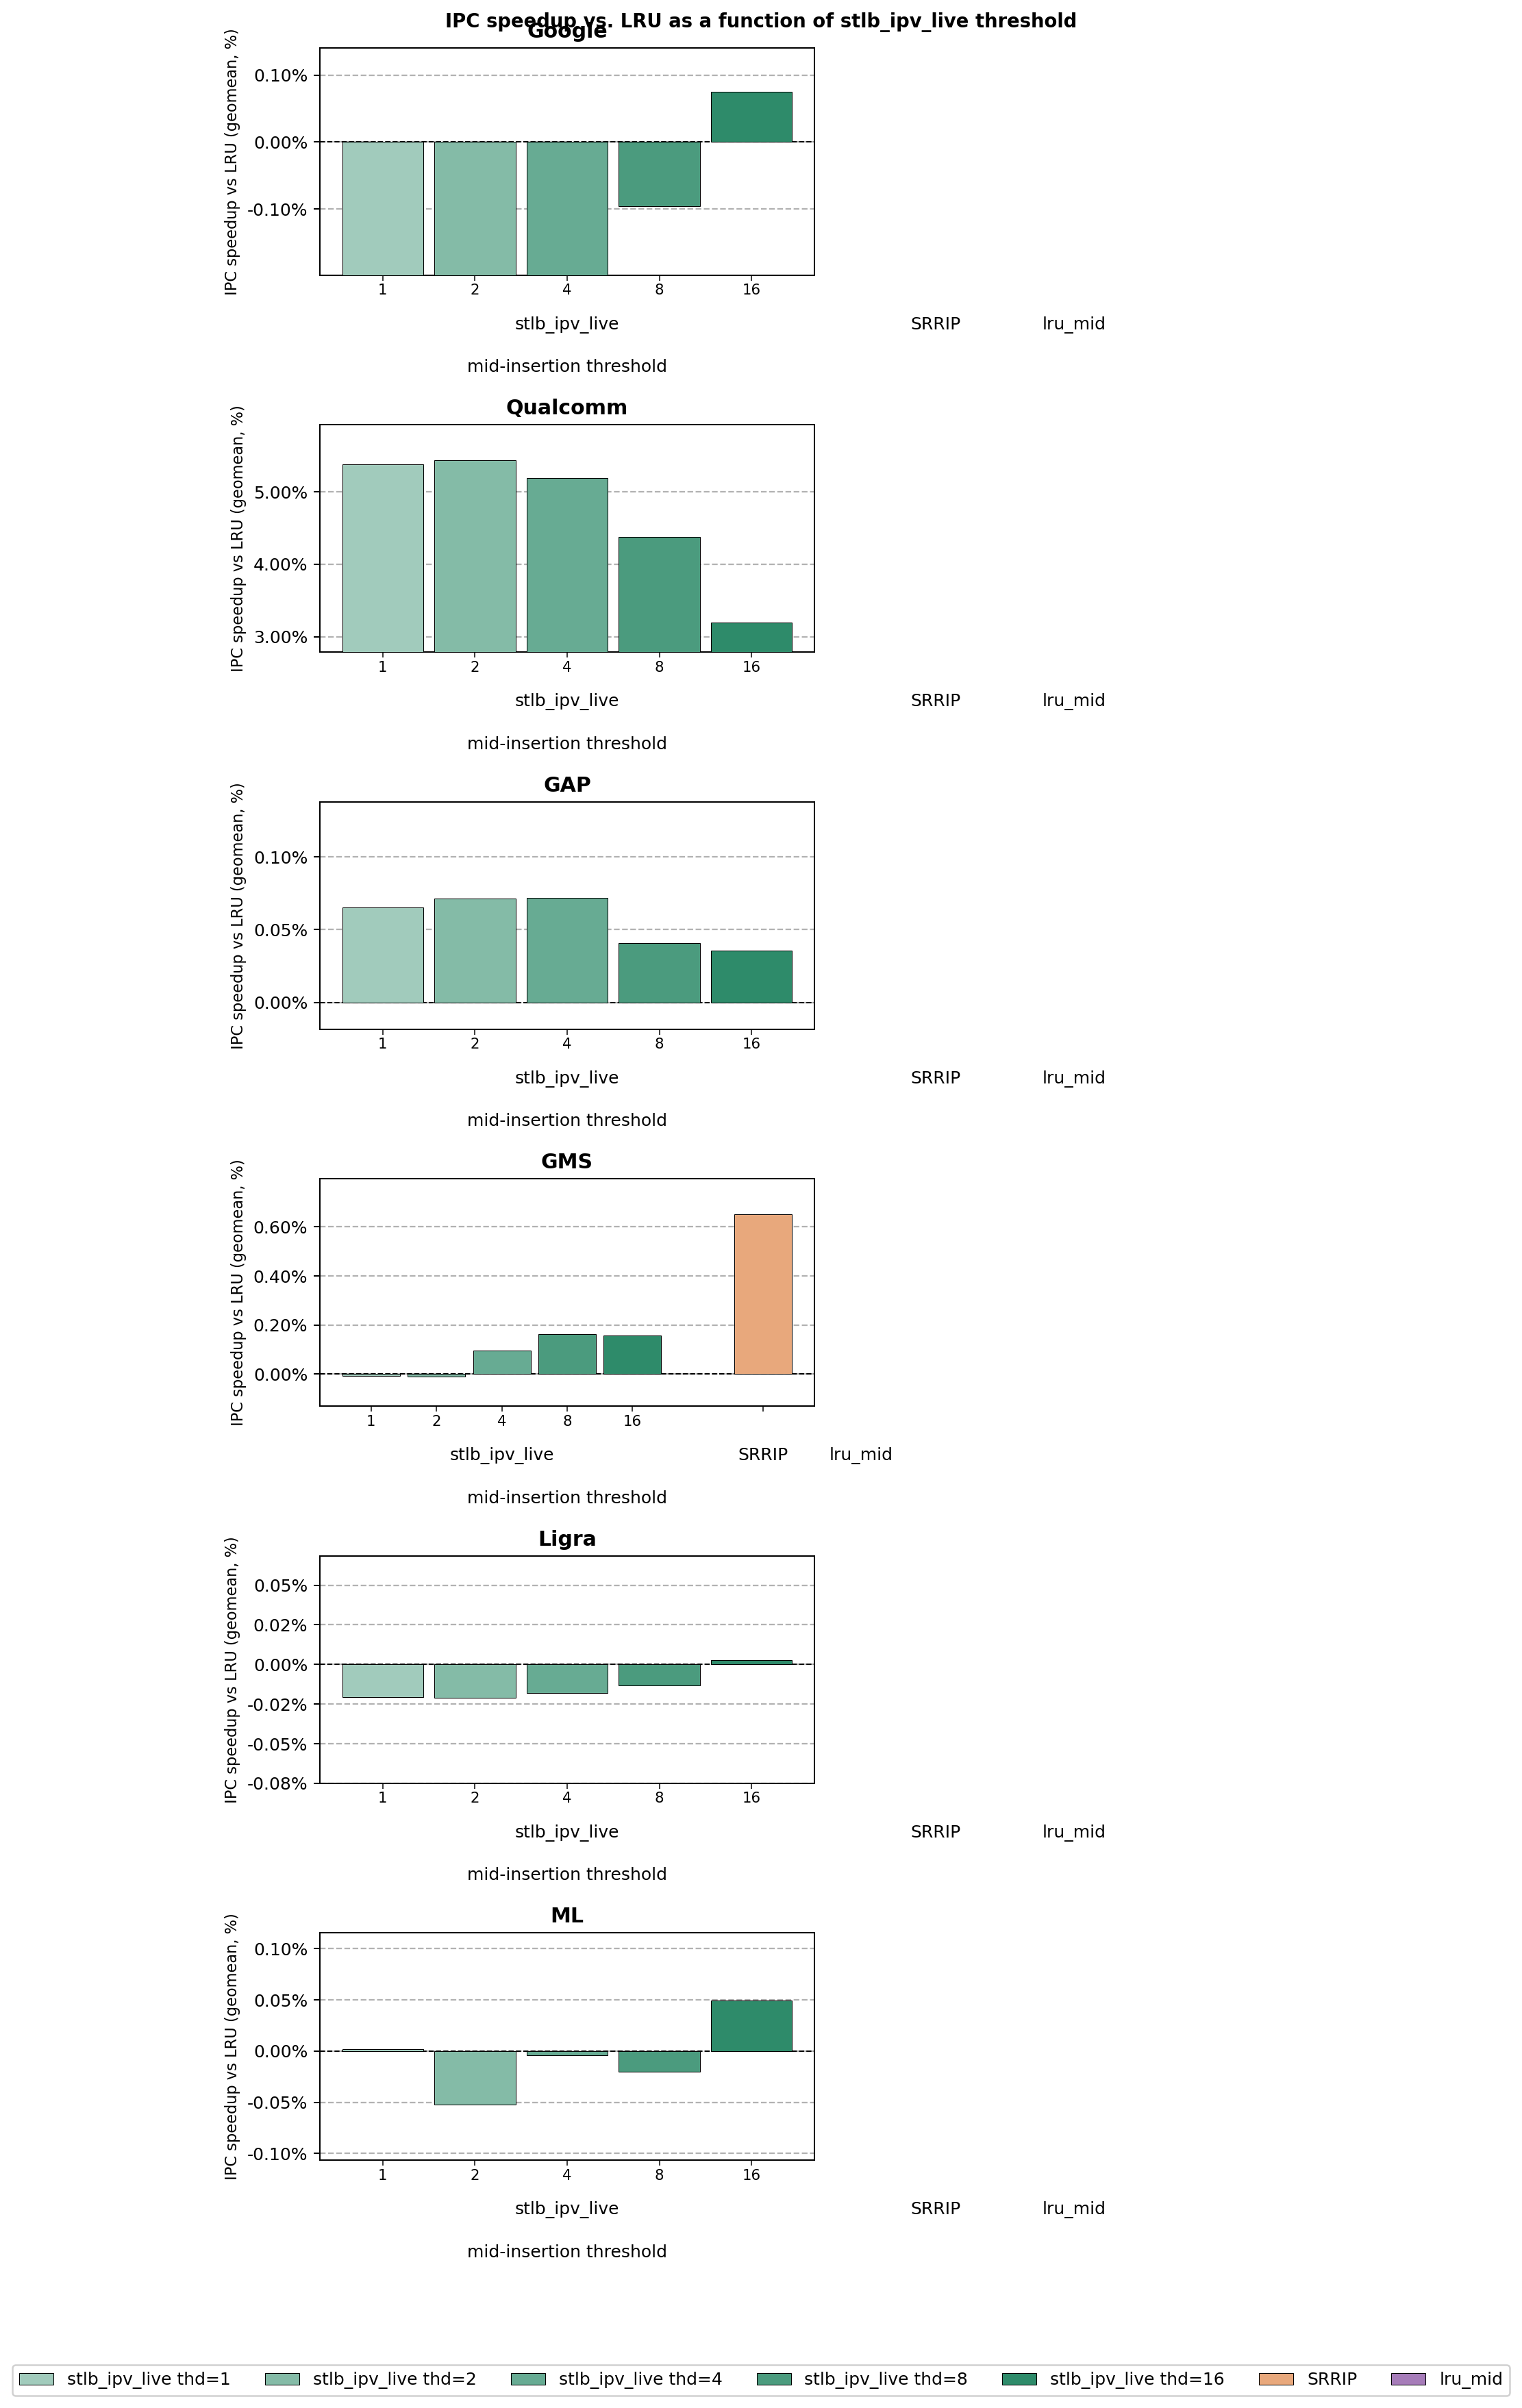 IPC speedup vs. LRU as a function of stlb_ipv_live threshold
Google
IPC speedup vs LRU (geomean, %)
0.10%
0.00%
-0.10%
1 2 4 8 16
stlb_ipv_live SRRIP lru_mid
mid-insertion threshold
Qualcomm
IPC speedup vs LRU (geomean, %)
5.00%
4.00%
3.00%
1 2 4 8 16
stlb_ipv_live SRRIP lru_mid
mid-insertion threshold
GAP
IPC speedup vs LRU (geomean, %)
0.10%
0.05%
0.00%
1 2 4 8 16
stlb_ipv_live SRRIP lru_mid
mid-insertion threshold
GMS
IPC speedup vs LRU (geomean, %)
0.60%
0.40%
0.20%
0.00%
1 2 4 8 16
stlb_ipv_live SRRIP lru_mid
mid-insertion threshold
Ligra
IPC speedup vs LRU (geomean, %)
0.05%
0.02%
0.00%
-0.02%
-0.05%
-0.08%
1 2 4 8 16
stlb_ipv_live SRRIP lru_mid
mid-insertion threshold
ML
IPC speedup vs LRU (geomean, %)
0.10%
0.05%
0.00%
-0.05%
-0.10%
1 2 4 8 16
stlb_ipv_live SRRIP lru_mid
mid-insertion threshold
stlb_ipv_live thd=1 stlb_ipv_live thd=2 stlb_ipv_live thd=4 stlb_ipv_live thd=8 stlb_ipv_live thd=16 SRRIP lru_mid